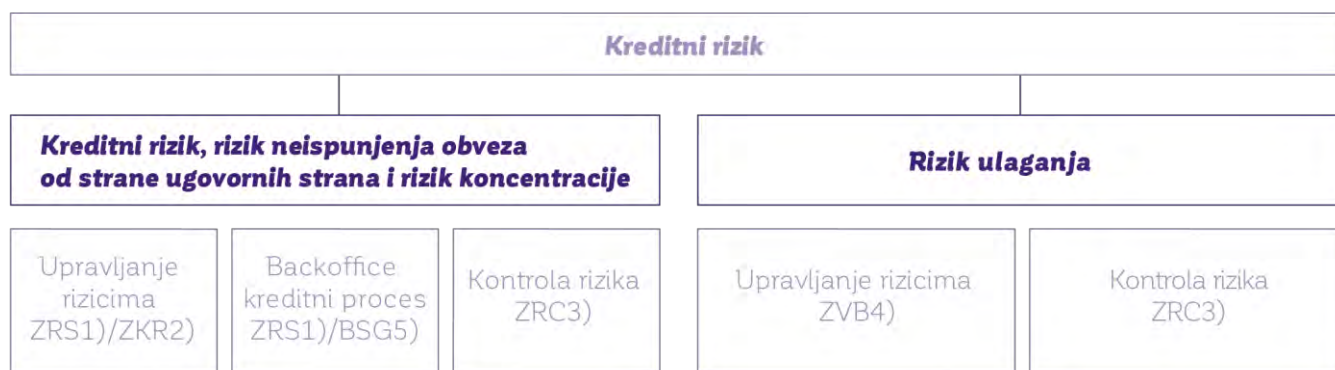 Kreditni rizik
Kreditni rizik, rizik neispunjenja obveza
od strane ugovornih strana i rizik koncentracije
Rizik ulaganja
Upravljanje
rizicima
ZRS1)/ZKR2)
Backoffice
kreditni proces
ZRS1)/BSG5)
Kontrola rizika
ZRC3)
Upravljanje rizicima
ZVB4)
Kontrola rizika
ZRC3)